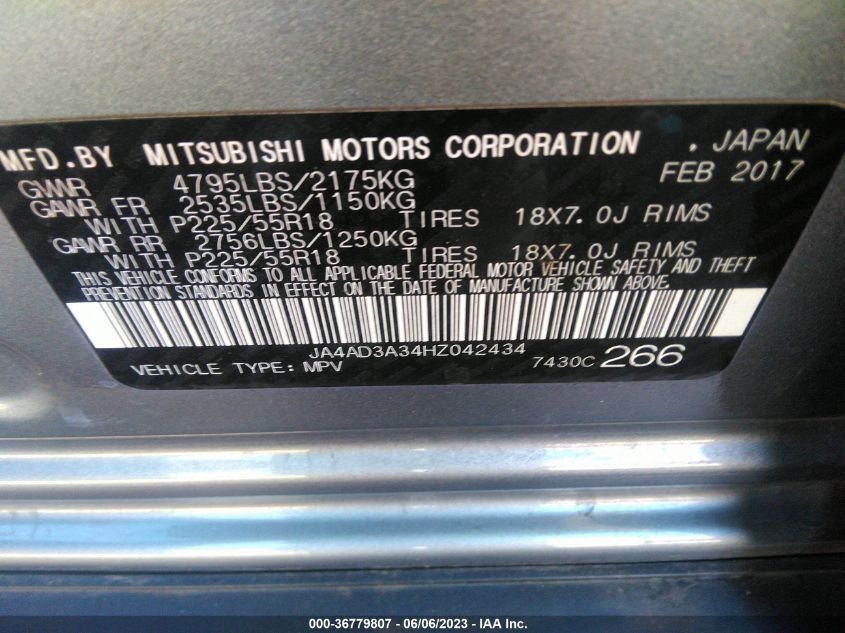 MFD.BY MITSUBISHI MOTORS CORPORATION . JAPAN
GVWR 4795LBS/2175KG FEB 2017
GAWR FR 2535LBS/1150KG
WITH P225/55R18 TIRES 18X7.0J RIMS
GAWR RR 2756LBS/1250KG
WITH P225/55R18 TIRES 18X7.0J RIMS
THIS VEHICLE CONFORMS TO ALL APPLICABLE FEDERAL MOTOR VEHICLE SAFETY AND THEFT
PREVENTION STANDARDS IN EFFECT ON THE DATE OF MANUFACTURE SHOWN ABOVE.
JA4AD3A34HZ042434
VEHICLE TYPE: MPV 7430C 266
000-36779807 - 06/06/2023 - IAA Inc.